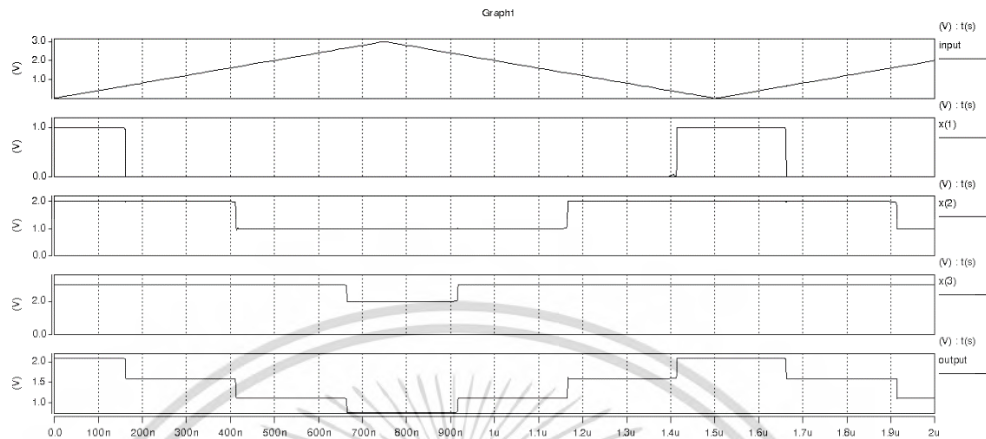 Graph1
(V) : t(s)
input
(V)
3.0
2.0
1.0
(V) : t(s)
x(1)
(V)
1.0
0.0
(V) : t(s)
x(2)
(V)
2.0
1.0
0.0
(V) : t(s)
x(3)
(V)
2.0
0.0
(V) : t(s)
output
(V)
2.0
1.5
1.0
0.0 100n 200n 300n 400n 500n 600n 700n 800n 900n 1u 1.1u 1.2u 1.3u 1.4u 1.5u 1.6u 1.7u 1.8u 1.9u 2u